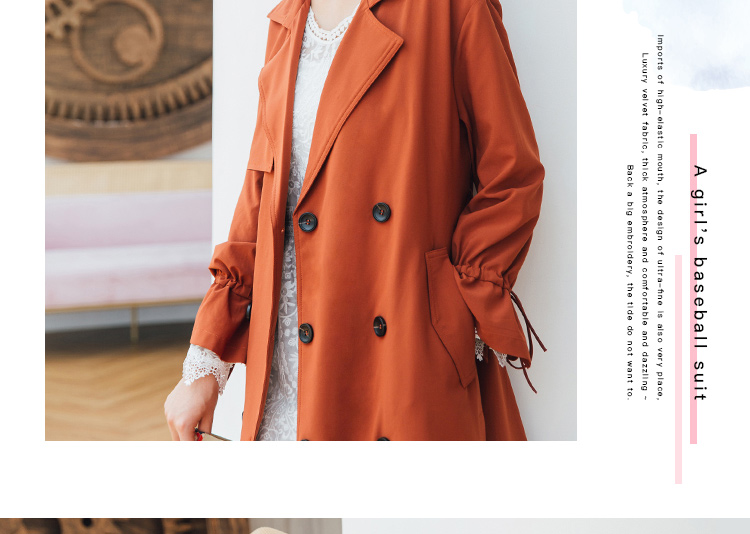 A girl's baseball suit
Imports of high-elastic mouth, the design of ultra-fine is also very place,
Luxury velvet fabric, thick atmosphere and comfortable and dazzling ~
Back a big embroidery, the tide do not want to.